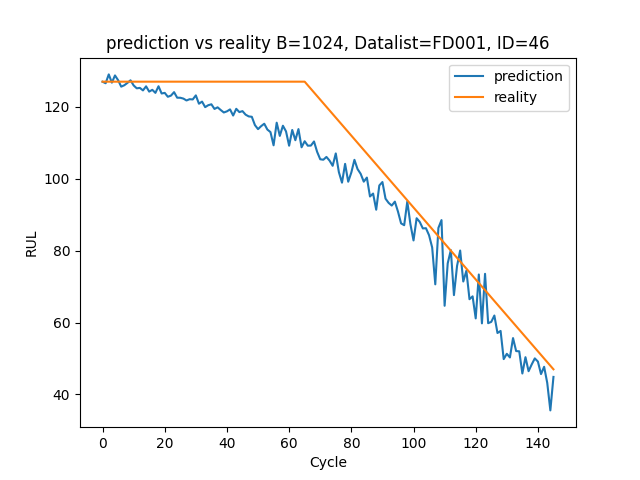 prediction vs reality B=1024, Datalist=FD001, ID=46
prediction
reality
RUL
120
100
80
60
40
0 20 40 60 80 100 120 140
Cycle